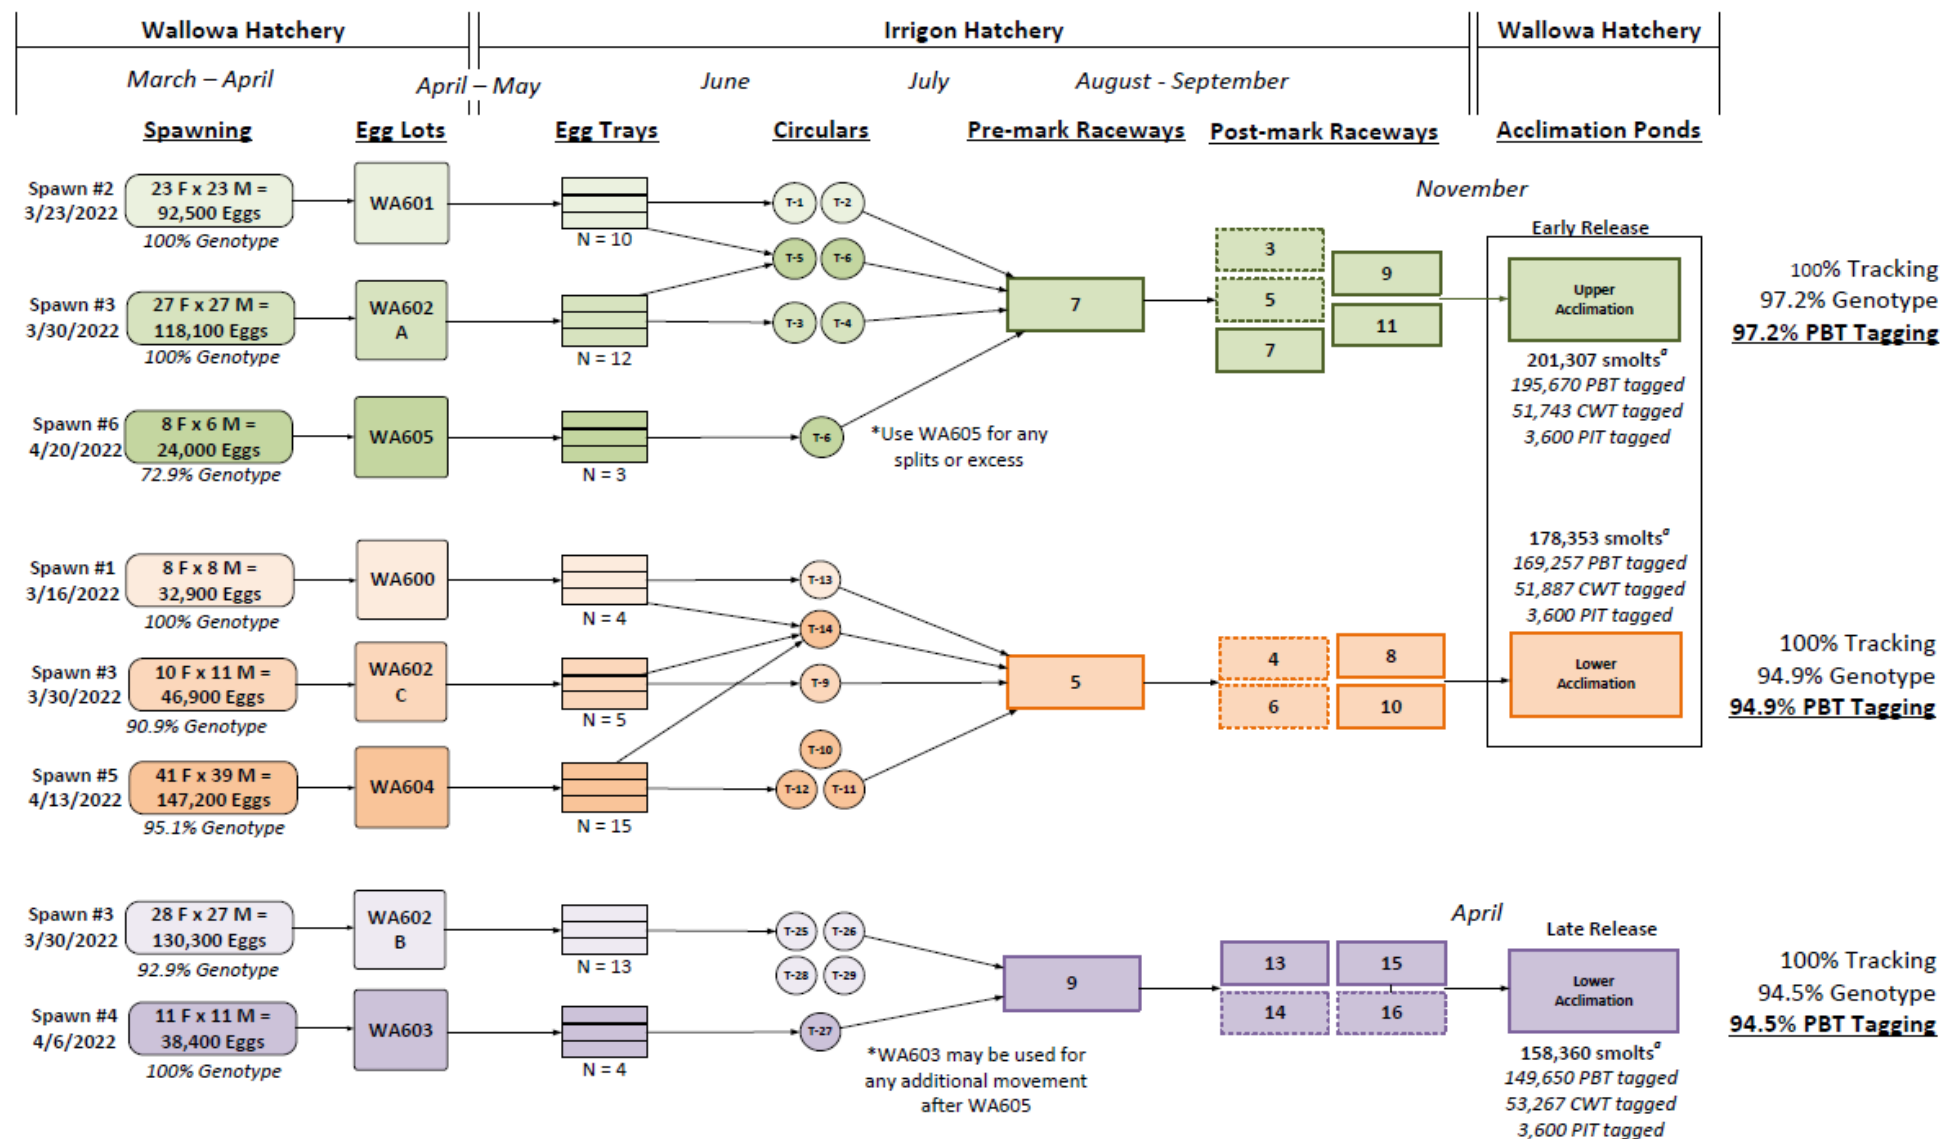 Wallowa Hatchery
Irrigon Hatchery
Wallowa Hatchery
March – April
April – May
June
July
August - September
Spawning
Egg Lots
Egg Trays
Circulars
Pre-mark Raceways
Post-mark Raceways
Acclimation Ponds
Spawn #2
3/23/2022
23 F x 23 M =
92,500 Eggs
100% Genotype
WA601
N = 10
T-1
T-2
Spawn #3
3/30/2022
27 F x 27 M =
118,100 Eggs
100% Genotype
WA602
A
N = 12
T-5
T-6
T-3
T-4
Spawn #6
4/20/2022
8 F x 6 M =
24,000 Eggs
72.9% Genotype
WA605
N = 3
T-6
*Use WA605 for any
splits or excess
7
3
5
7
9
11
November
Early Release
Upper
Acclimation
201,307 smoltsª
195,670 PBT tagged
51,743 CWT tagged
3,600 PIT tagged
100% Tracking
97.2% Genotype
97.2% PBT Tagging
Spawn #1
3/16/2022
8 F x 8 M =
32,900 Eggs
100% Genotype
WA600
N = 4
T-13
T-14
Spawn #3
3/30/2022
10 F x 11 M =
46,900 Eggs
90.9% Genotype
WA602
C
N = 5
T-9
Spawn #5
4/13/2022
41 F x 39 M =
147,200 Eggs
95.1% Genotype
WA604
N = 15
T-10
T-12
T-11
5
4
6
8
10
178,353 smoltsª
169,257 PBT tagged
51,887 CWT tagged
3,600 PIT tagged
Lower
Acclimation
100% Tracking
94.9% Genotype
94.9% PBT Tagging
Spawn #3
3/30/2022
28 F x 27 M =
130,300 Eggs
92.9% Genotype
WA602
B
N = 13
T-25
T-26
T-28
T-29
Spawn #4
4/6/2022
11 F x 11 M =
38,400 Eggs
100% Genotype
WA603
N = 4
T-27
*WA603 may be used for
any additional movement
after WA605
9
13
15
14
16
April
Late Release
Lower
Acclimation
158,360 smoltsª
149,650 PBT tagged
53,267 CWT tagged
3,600 PIT tagged
100% Tracking
94.5% Genotype
94.5% PBT Tagging